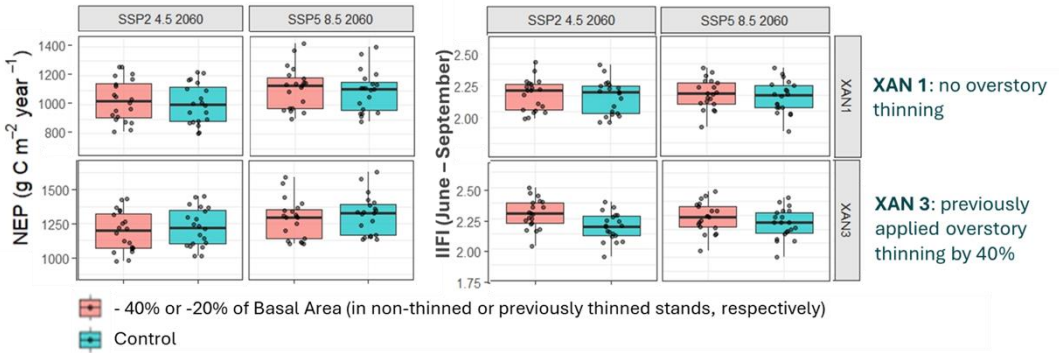 SSP2 4.5 2060
SSP5 8.5 2060
SSP2 4.5 2060
SSP5 8.5 2060
NEP (g C m⁻² year⁻¹)
1400
1200
1000
800
1500
1250
1000
IIFI (June – September)
2.50
2.25
2.00
2.50
2.25
2.00
1.75
XAN1
XAN3
XAN 1: no overstory
thinning
XAN 3: previously
applied overstory
thinning by 40%
- 40% or -20% of Basal Area (in non-thinned or previously thinned stands, respectively)
Control